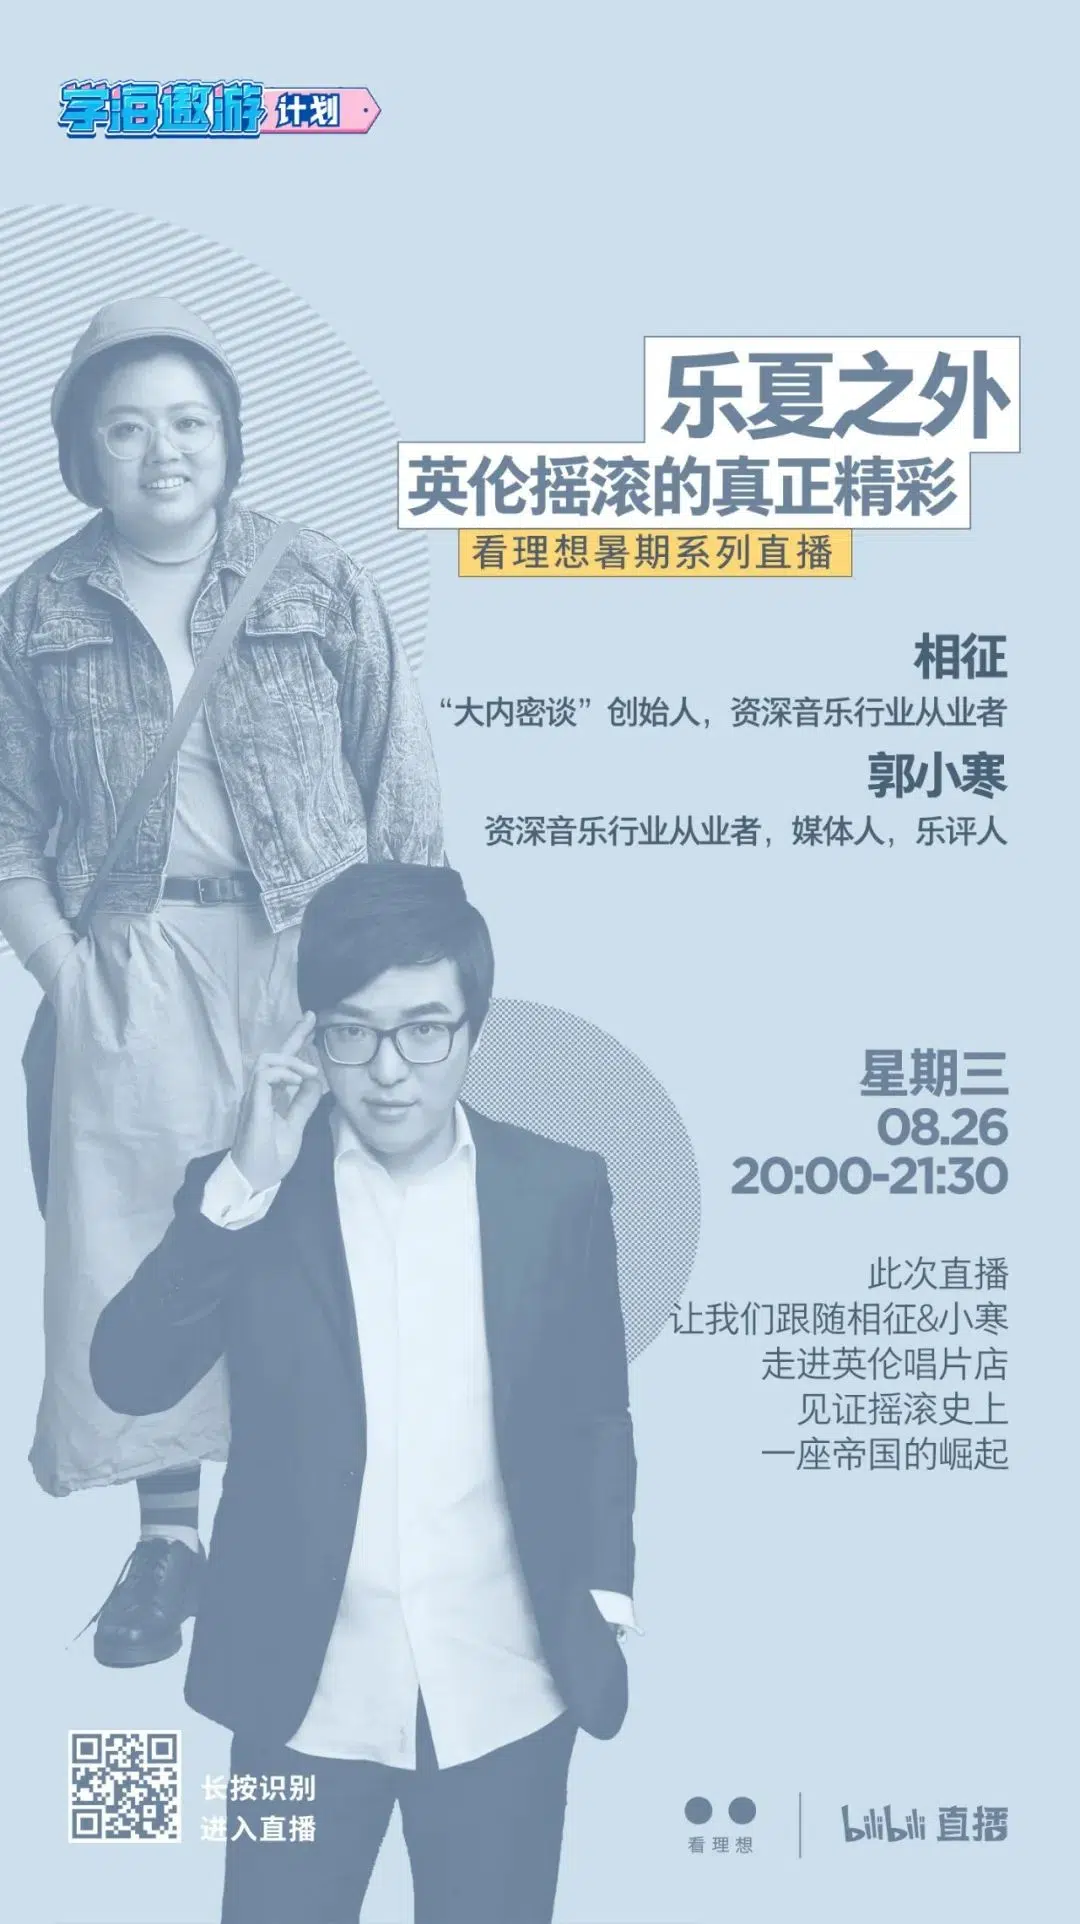 学海遨游计划
乐夏之外
英伦摇滚的真正精彩
看理想暑期系列直播
相征
“大内密谈”创始人，资深音乐行业从业者
郭小寒
资深音乐行业从业者，媒体人，乐评人
星期三
08.26
20:00-21:30
此次直播
让我们跟随相征&小寒
走进英伦唱片店
见证摇滚史上
一座帝国的崛起
长按识别
进入直播
看理想
bilibili 直播